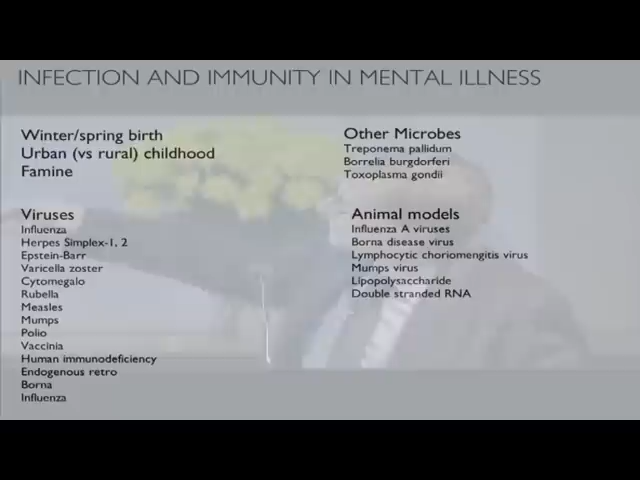 INFECTION AND IMMUNITY IN MENTAL ILLNESS
Winter/spring birth
Urban (vs rural) childhood
Famine
Viruses
Influenza
Herpes Simplex-1, 2
Epstein-Barr
Varicella zoster
Cytomegalo
Rubella
Measles
Mumps
Polio
Vaccinia
Human immunodeficiency
Endogenous retro
Borna
Influenza
Other Microbes
Treponema pallidum
Borrelia burgdorferi
Toxoplasma gondii
Animal models
Influenza A viruses
Borna disease virus
Lymphocytic choriomengitis virus
Mumps virus
Lipopolysaccharide
Double stranded RNA